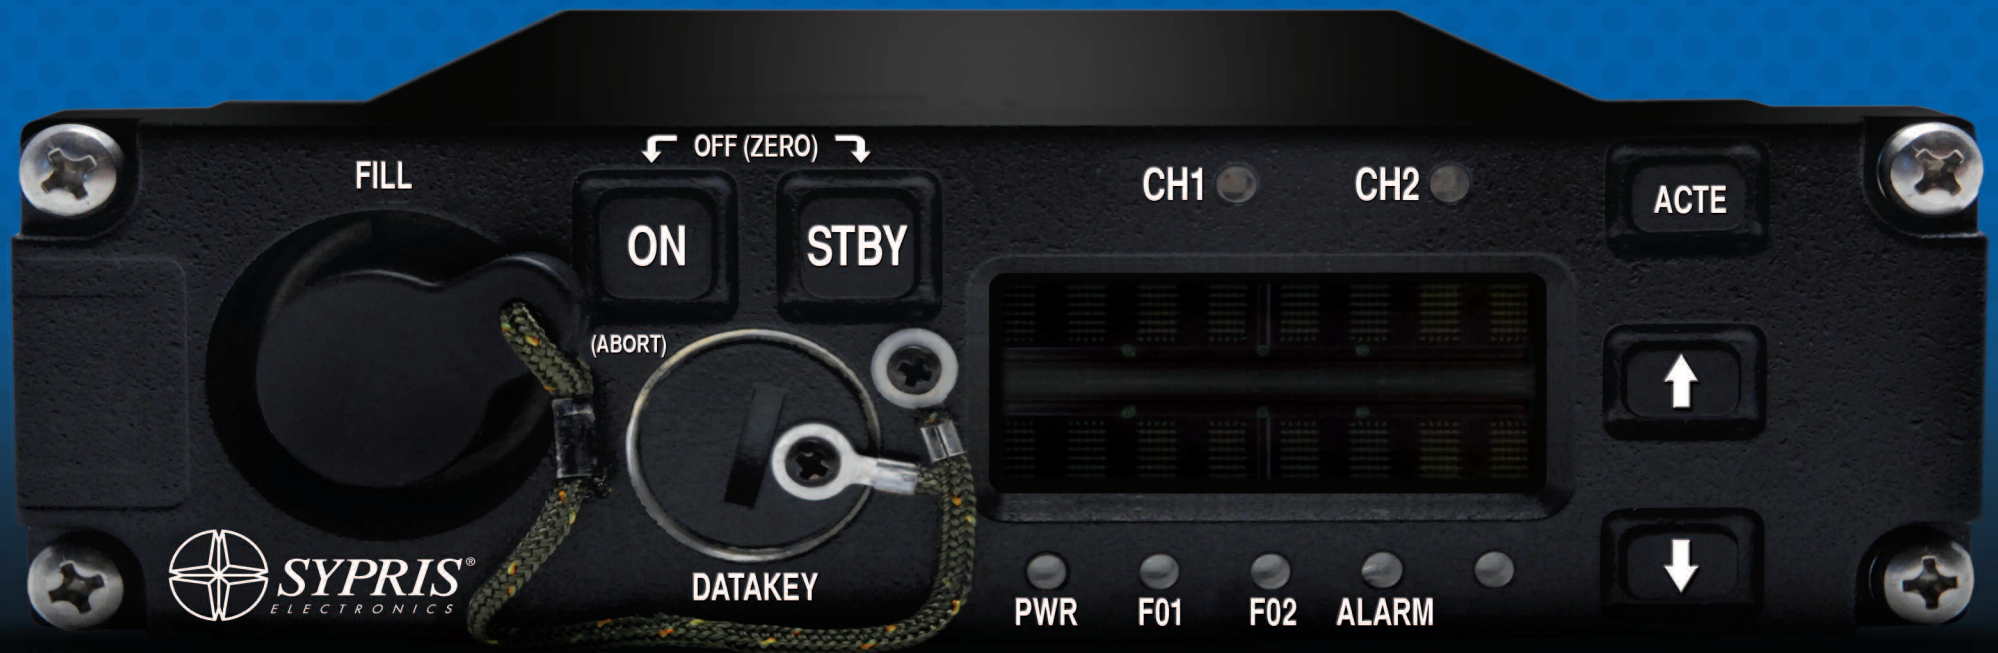 OFF (ZERO)
FILL
CH1
CH2
ACTE
ON
STBY
(ABORT)
SYPRIS®
ELECTRONICS
DATAKEY
PWR
F01
F02
ALARM